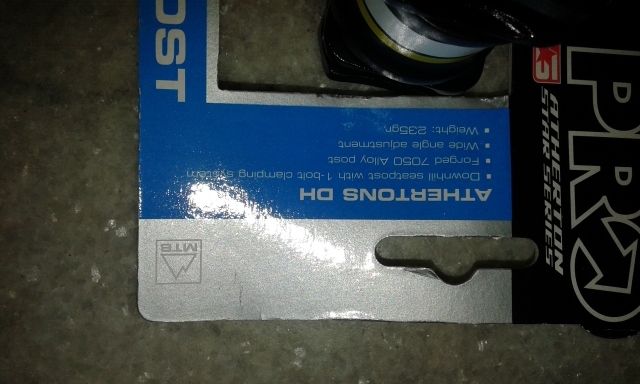 ATHERTONS DH
Downhill seatpost with 1-bolt clamping system
Forged 7050 Alloy post
Wide angle adjustment
Weight: 235gr.
MTB
OST
PRO
ATHERTON
STAR SERIES